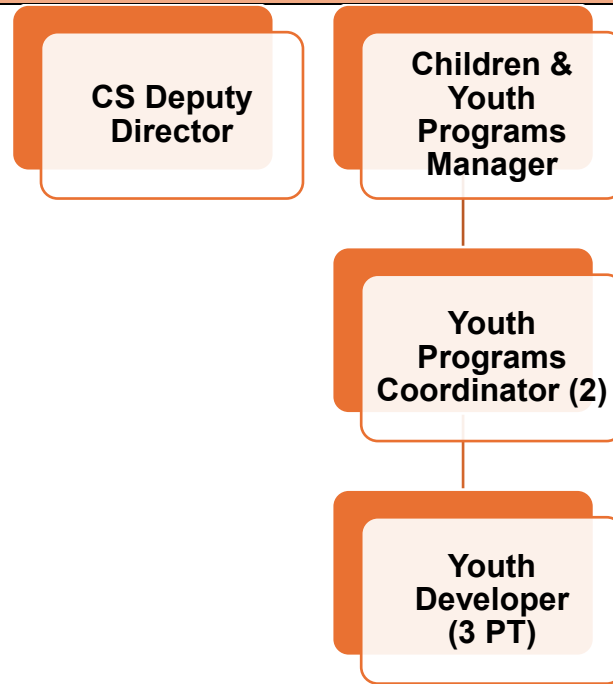 CS Deputy
Director
Children &
Youth
Programs
Manager
Youth
Programs
Coordinator (2)
Youth
Developer
(3 PT)